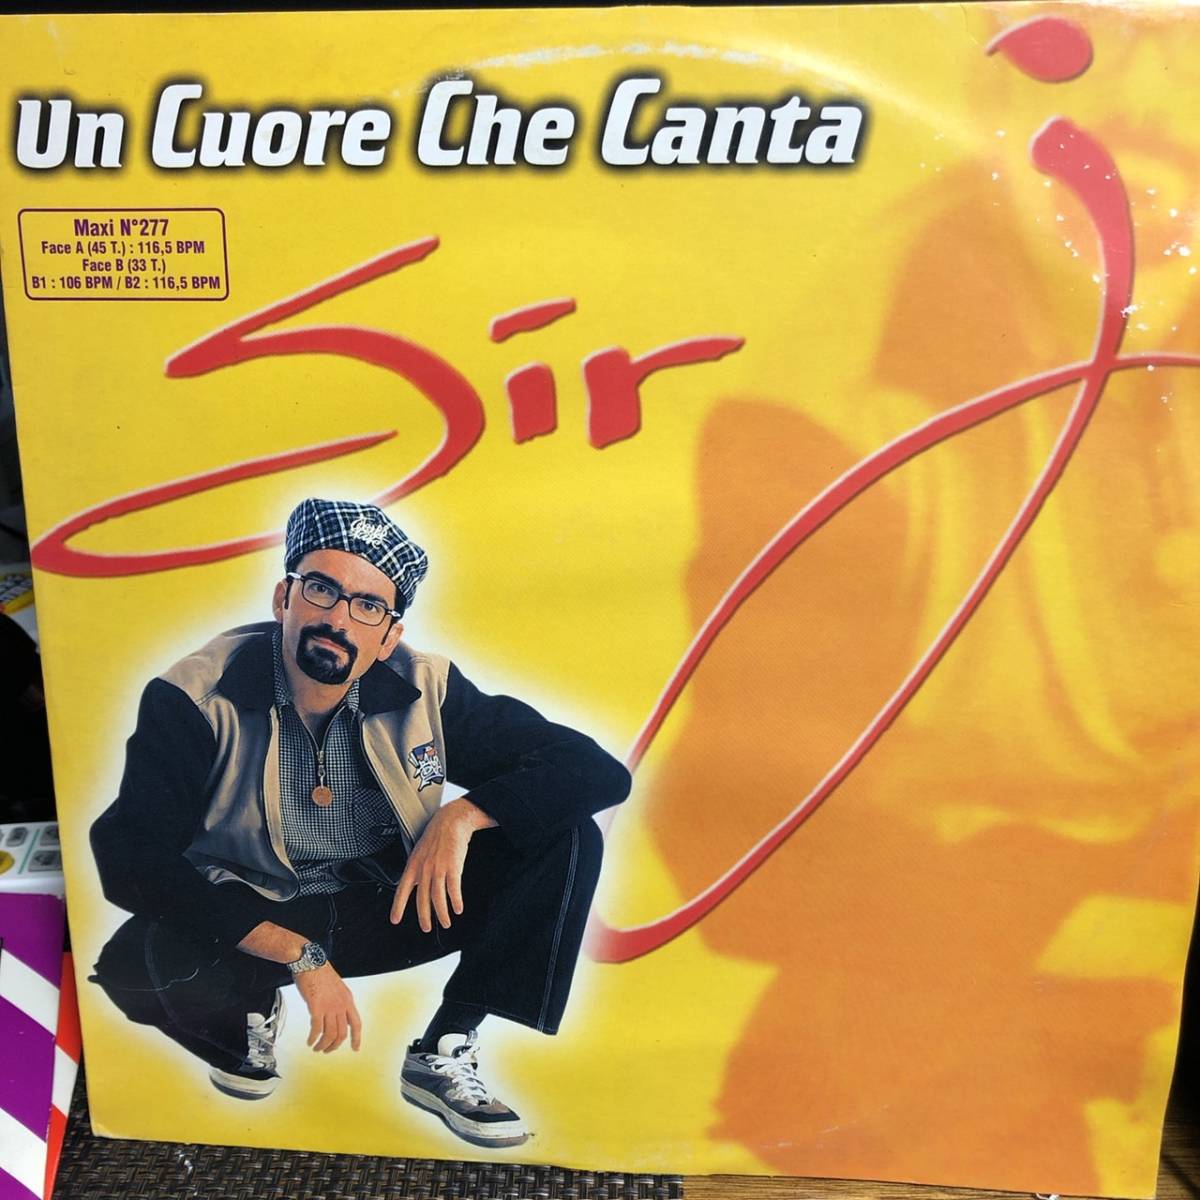 Un Cuore Che Canta
Maxi N°277
Face A (45 T.) : 116,5 BPM
Face B (33 T.)
B1 : 106 BPM / B2 : 116,5 BPM
Sir J